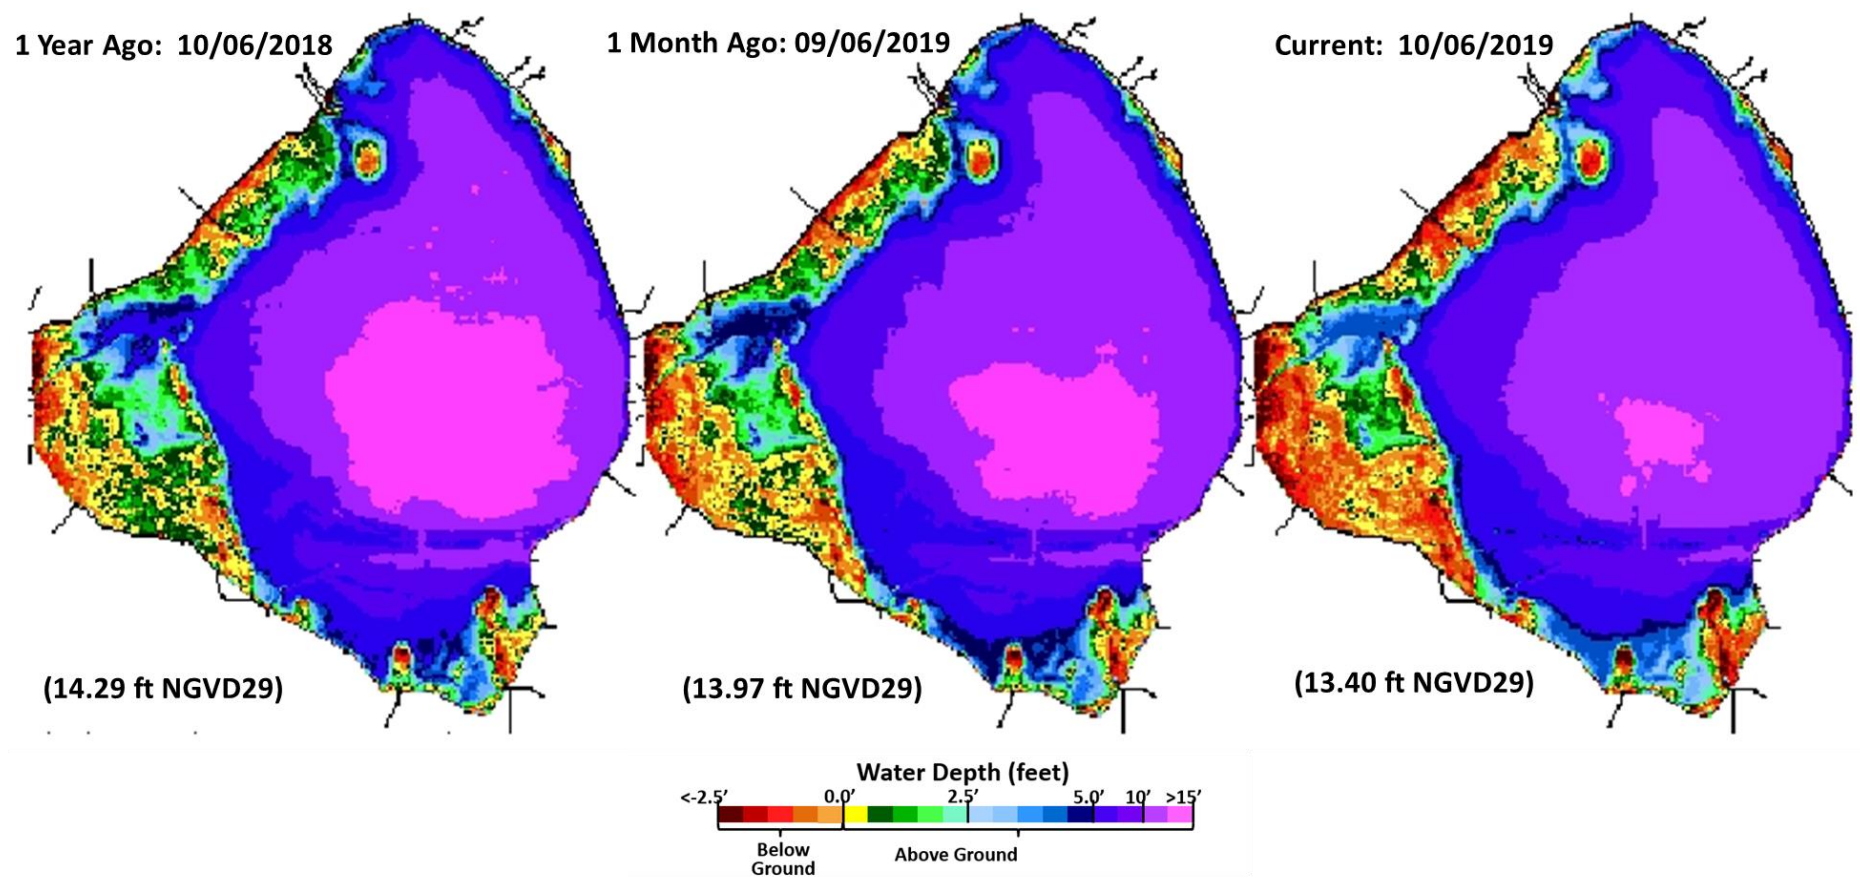 1 Year Ago: 10/06/2018
1 Month Ago: 09/06/2019
Current: 10/06/2019
(14.29 ft NGVD29)
(13.97 ft NGVD29)
(13.40 ft NGVD29)
Water Depth (feet)
<-2.5' 0.0' 2.5' 5.0' 10' >15'
Below
Ground
Above Ground